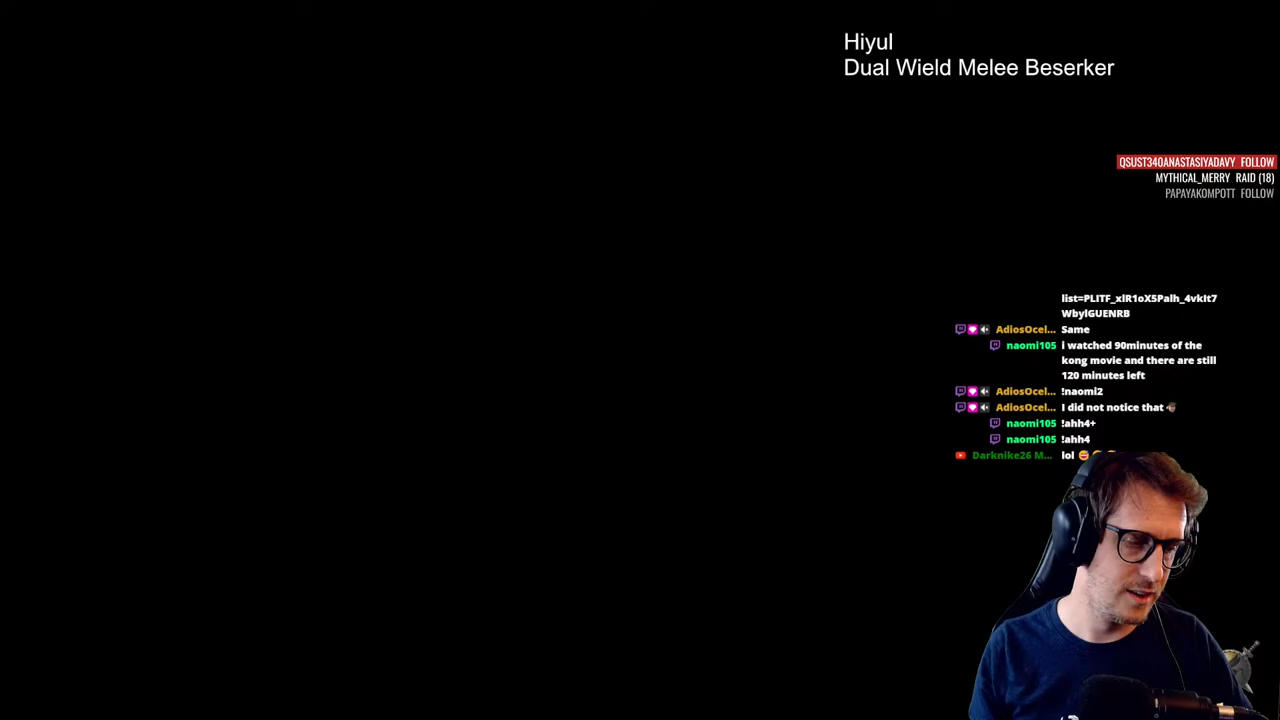 Hiyul
Dual Wield Melee Beserker
QSUST340ANASTASIYADAVY FOLLOW
MYTHICAL_MERRY RAID (18)
PAPAYAKOMPOTT FOLLOW
list=PLITF_xlR1oX5Palh_4vkIt7
WbylGUENRB
AdiosOcel... Same
naomi105 i watched 90minutes of the
kong movie and there are still
120 minutes left
AdiosOcel... !naomi2
AdiosOcel... I did not notice that
naomi105 !ahh4+
naomi105 !ahh4
Darknike26 M... lol